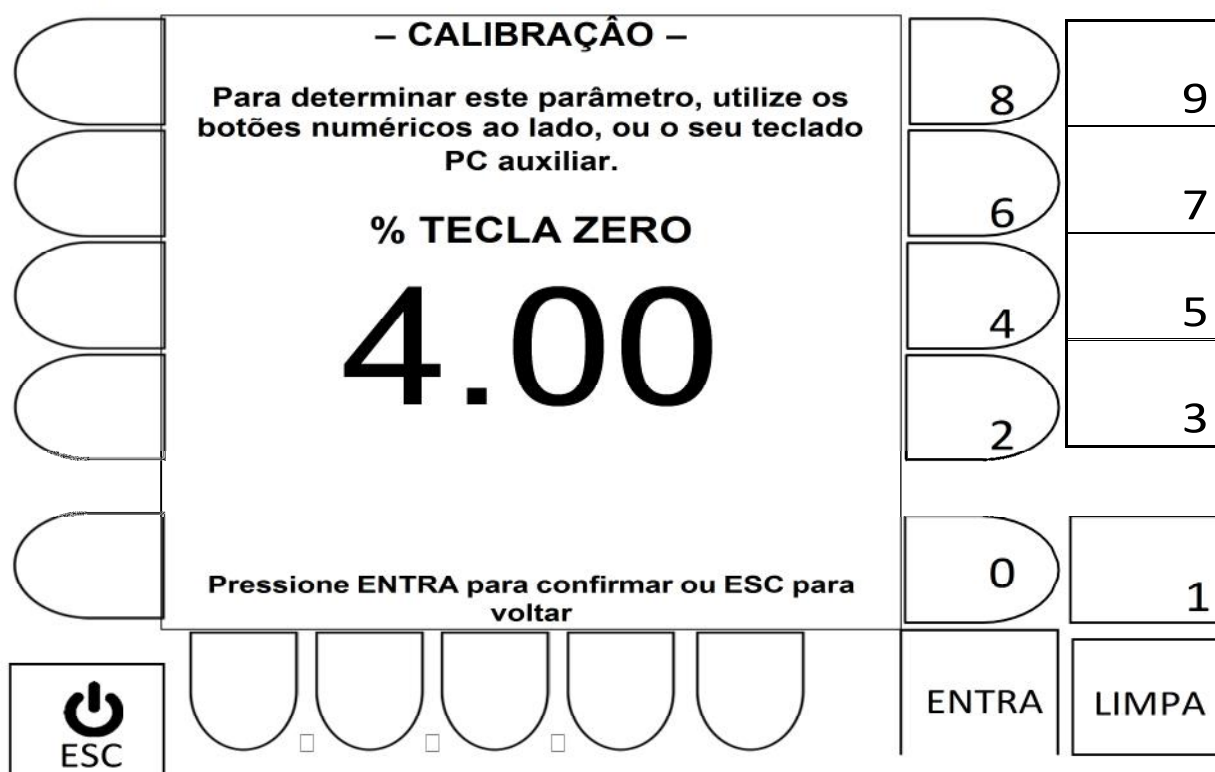 – CALIBRAÇÂO –
Para determinar este parâmetro, utilize os
botões numéricos ao lado, ou o seu teclado
PC auxiliar.
% TECLA ZERO
4.00
Pressione ENTRA para confirmar ou ESC para
voltar
8
9
6
7
4
5
2
3
0
1
ESC
ENTRA
LIMPA